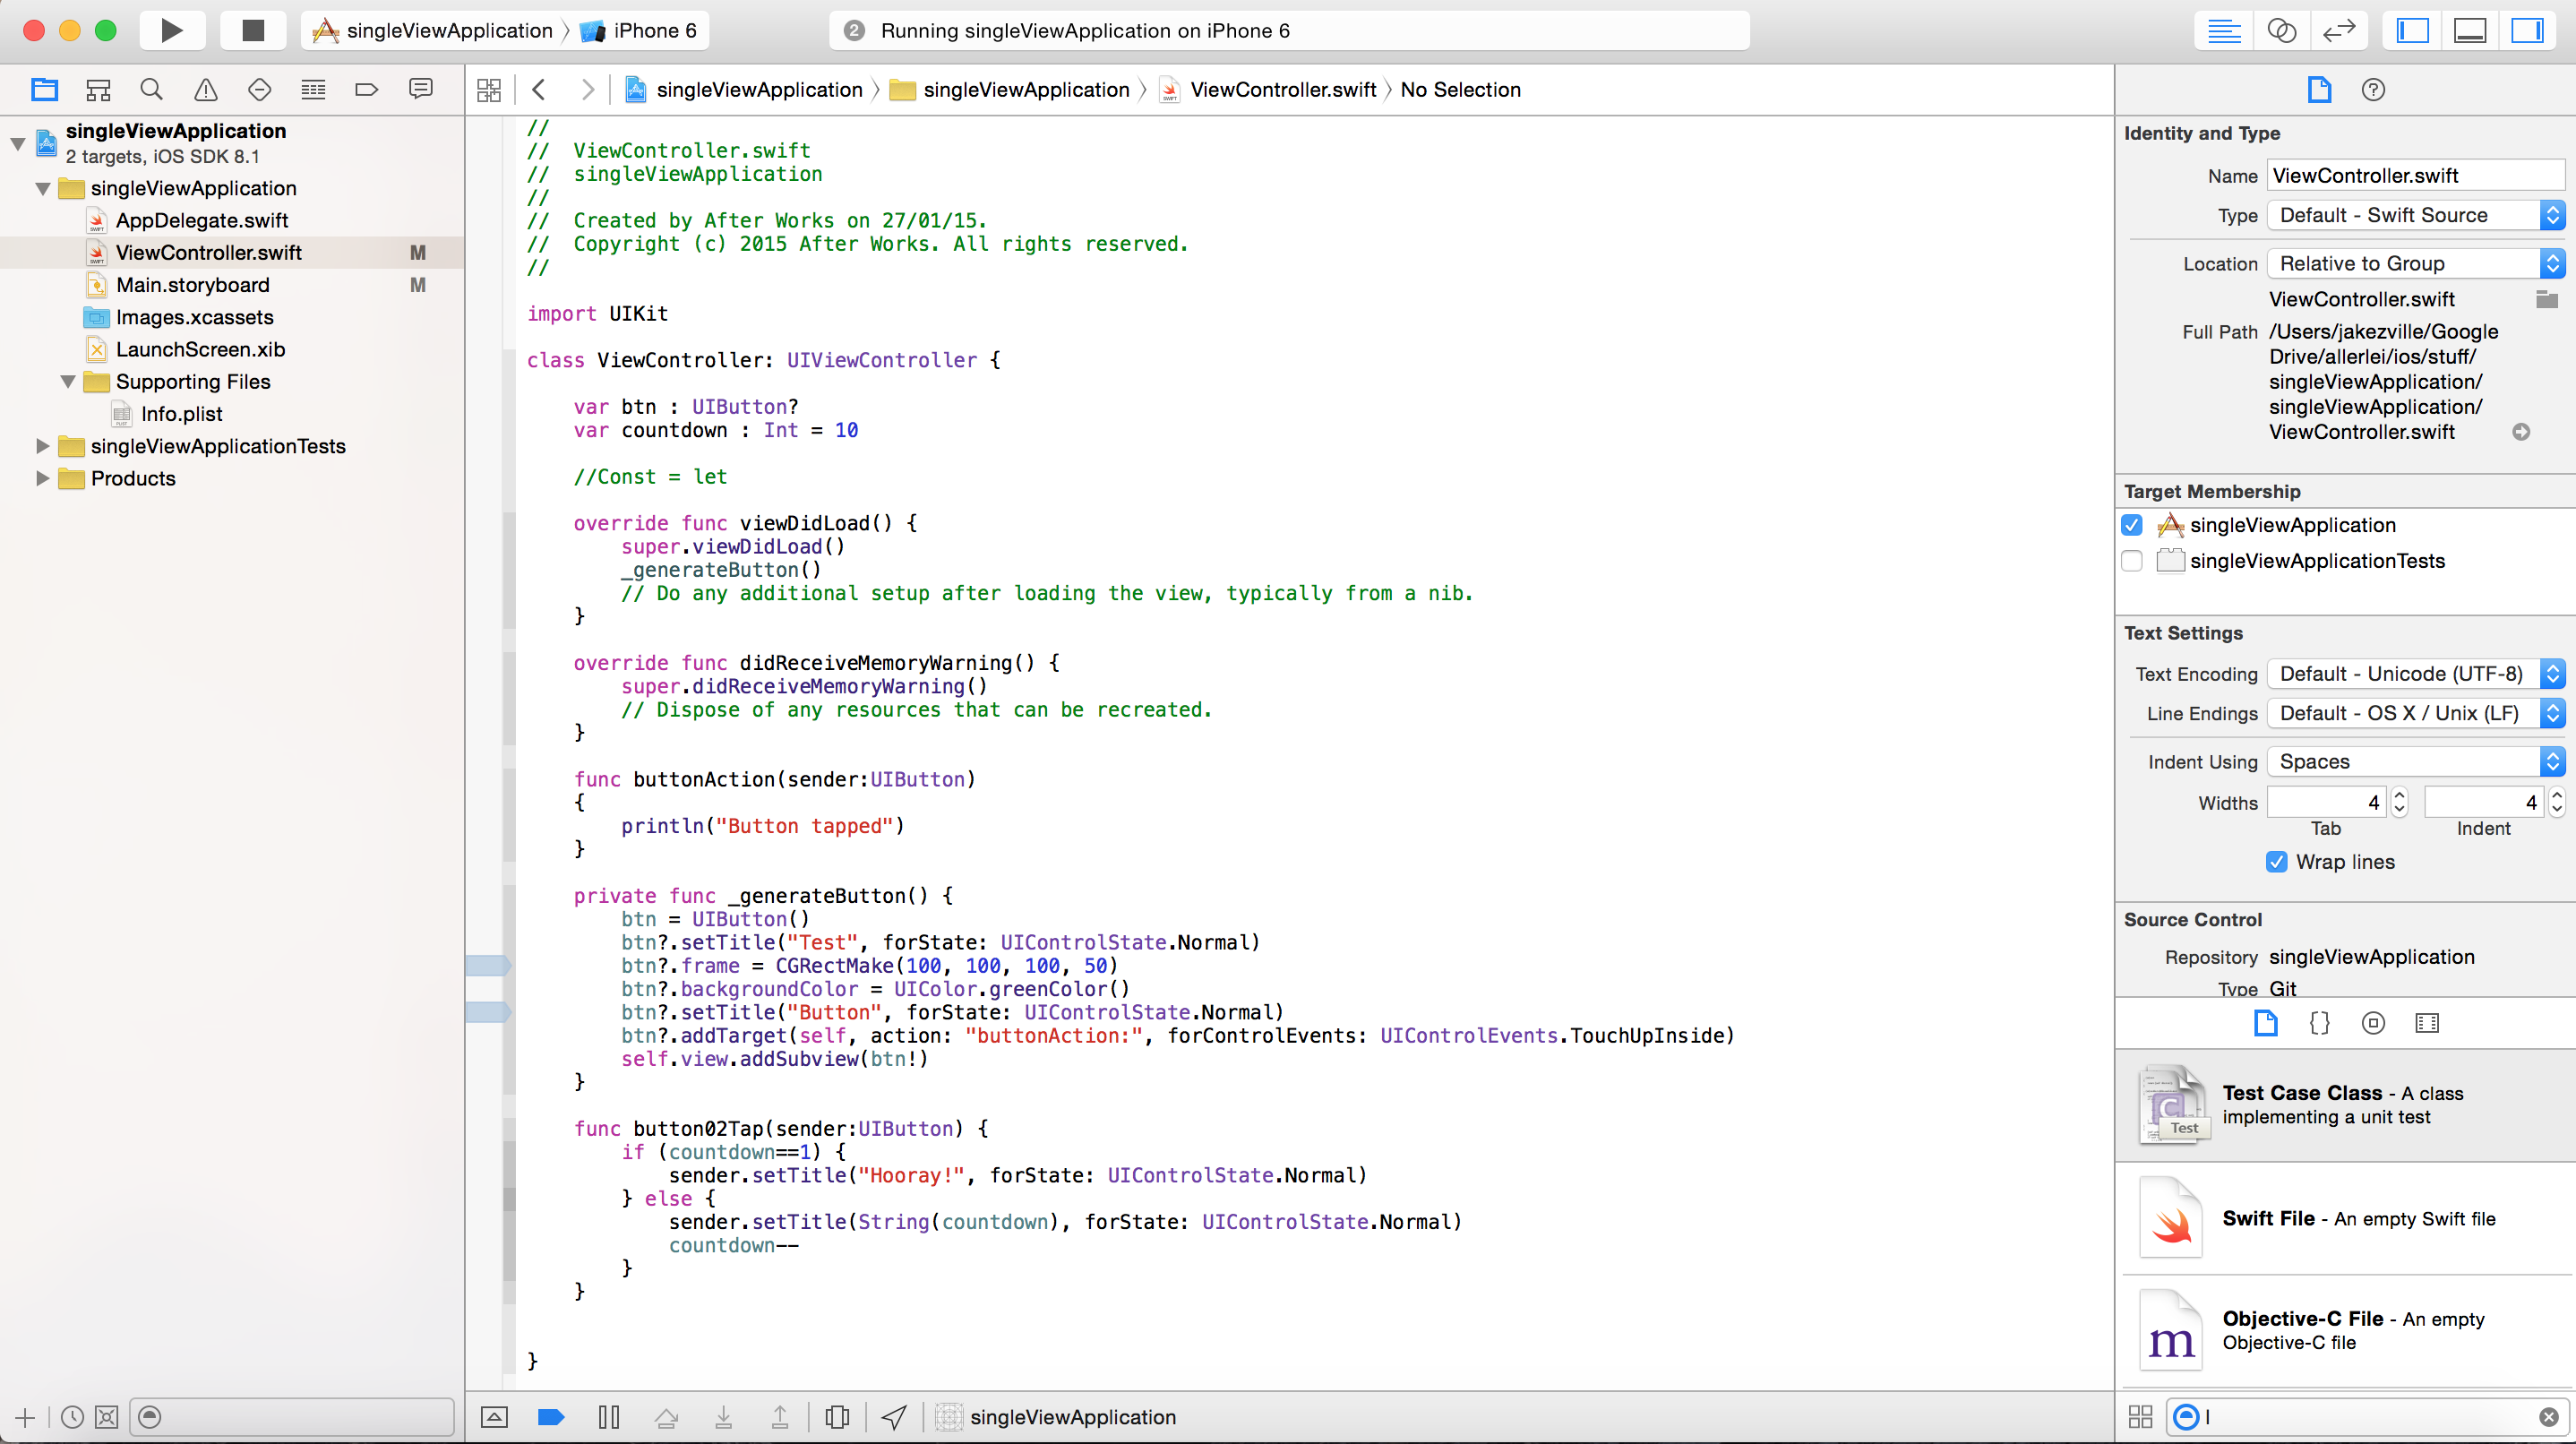 singleViewApplication 〉 iPhone 6
2 Running singleViewApplication on iPhone 6
singleViewApplication 〉 singleViewApplication 〉 ViewController.swift 〉 No Selection
singleViewApplication
2 targets, iOS SDK 8.1
singleViewApplication
AppDelegate.swift
ViewController.swift M
Main.storyboard M
Images.xcassets
LaunchScreen.xib
Supporting Files
Info.plist
singleViewApplicationTests
Products
//
//  ViewController.swift
//  singleViewApplication
//
//  Created by After Works on 27/01/15.
//  Copyright (c) 2015 After Works. All rights reserved.
//
import UIKit
class ViewController: UIViewController {
    var btn : UIButton?
    var countdown : Int = 10
    //Const = let
    override func viewDidLoad() {
        super.viewDidLoad()
        _generateButton()
        // Do any additional setup after loading the view, typically from a nib.
    }
    override func didReceiveMemoryWarning() {
        super.didReceiveMemoryWarning()
        // Dispose of any resources that can be recreated.
    }
    func buttonAction(sender:UIButton)
    {
        println("Button tapped")
    }
    private func _generateButton() {
        btn = UIButton()
        btn?.setTitle("Test", forState: UIControlState.Normal)
        btn?.frame = CGRectMake(100, 100, 100, 50)
        btn?.backgroundColor = UIColor.greenColor()
        btn?.setTitle("Button", forState: UIControlState.Normal)
        btn?.addTarget(self, action: "buttonAction:", forControlEvents: UIControlEvents.TouchUpInside)
        self.view.addSubview(btn!)
    }
    func button02Tap(sender:UIButton) {
        if (countdown==1) {
            sender.setTitle("Hooray!", forState: UIControlState.Normal)
        } else {
            sender.setTitle(String(countdown), forState: UIControlState.Normal)
            countdown--
        }
    }
}
singleViewApplication
Identity and Type
Name ViewController.swift
Type Default - Swift Source
Location Relative to Group
ViewController.swift
Full Path /Users/jakezville/Google
Drive/allerlei/ios/stuff/
singleViewApplication/
singleViewApplication/
ViewController.swift
Target Membership
singleViewApplication
singleViewApplicationTests
Text Settings
Text Encoding Default - Unicode (UTF-8)
Line Endings Default - OS X / Unix (LF)
Indent Using Spaces
Widths 4 4
Tab Indent
Wrap lines
Source Control
Repository singleViewApplication
Type Git
{}
Test
Test Case Class - A class
implementing a unit test
Swift File - An empty Swift file
m
Objective-C File - An empty
Objective-C file